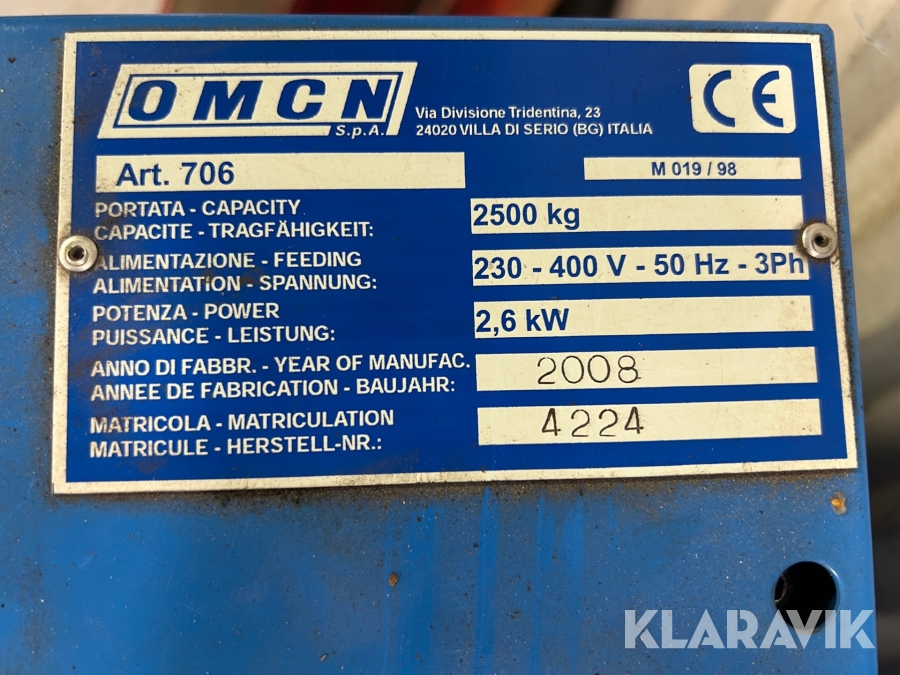 OMCN
S.p.A.
Via Divisione Tridentina, 23
24020 VILLA DI SERIO (BG) ITALIA
CE
Art. 706
M 019 / 98
PORTATA - CAPACITY
CAPACITE - TRAGFÄHIGKEIT:
2500 kg
ALIMENTAZIONE - FEEDING
ALIMENTATION - SPANNUNG:
230 - 400 V - 50 Hz - 3Ph
POTENZA - POWER
PUISSANCE - LEISTUNG:
2,6 kW
ANNO DI FABBR. - YEAR OF MANUFAC.
ANNEE DE FABRICATION - BAUJAHR:
2008
MATRICOLA - MATRICULATION
MATRICULE - HERSTELL-NR.:
4224
KLARAVIK